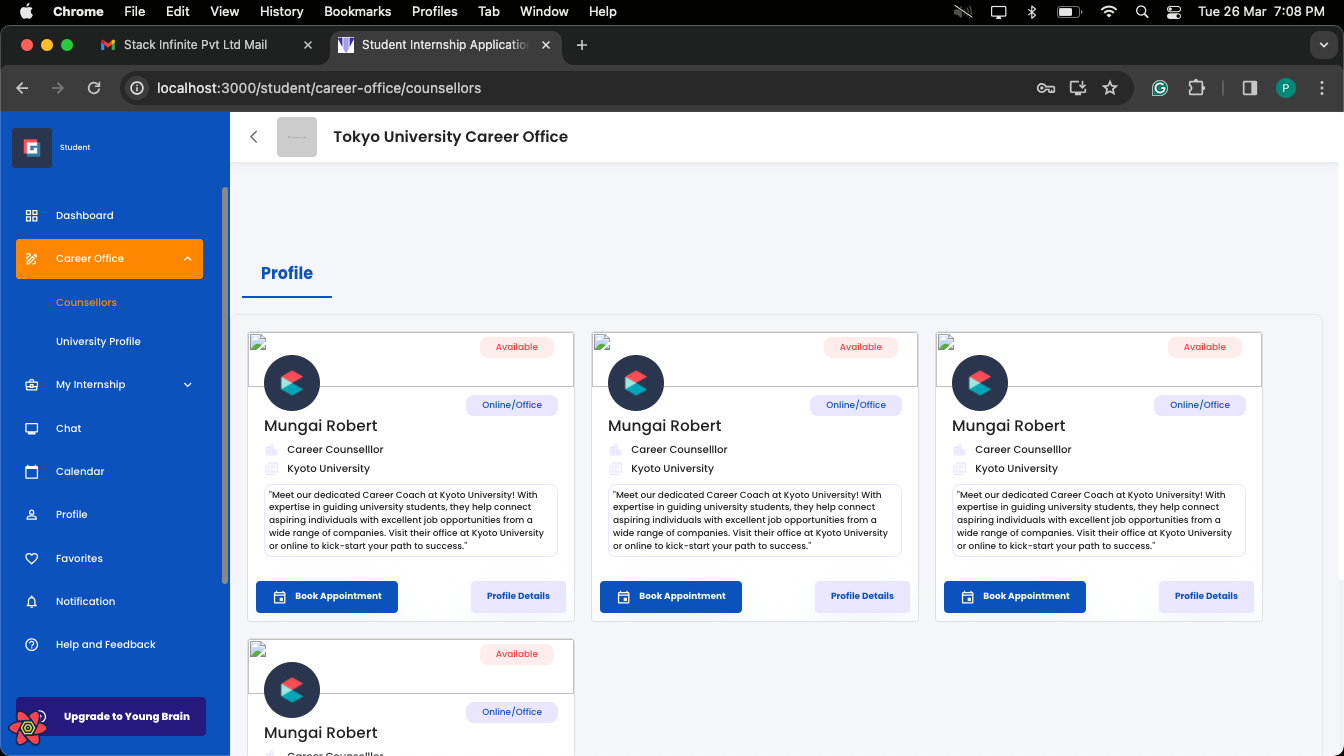 Chrome File Edit View History Bookmarks Profiles Tab Window Help Tue 26 Mar 7:08 PM
Stack Infinite Pvt Ltd Mail
Student Internship Applicatio
localhost:3000/student/career-office/counsellors
P
Student
Dashboard
Career Office
Counsellors
University Profile
My Internship
Chat
Calendar
Profile
Favorites
Notification
Help and Feedback
Upgrade to Young Brain
Tokyo University Career Office
Profile
Available
Online/Office
Mungai Robert
Career Counselllor
Kyoto University
"Meet our dedicated Career Coach at Kyoto University! With
expertise in guiding university students, they help connect
aspiring individuals with excellent job opportunities from a
wide range of companies. Visit their office at Kyoto University
or online to kick-start your path to success."
Book Appointment
Profile Details
Available
Online/Office
Mungai Robert
Career Counselllor
Kyoto University
"Meet our dedicated Career Coach at Kyoto University! With
expertise in guiding university students, they help connect
aspiring individuals with excellent job opportunities from a
wide range of companies. Visit their office at Kyoto University
or online to kick-start your path to success."
Book Appointment
Profile Details
Available
Online/Office
Mungai Robert
Career Counselllor
Kyoto University
"Meet our dedicated Career Coach at Kyoto University! With
expertise in guiding university students, they help connect
aspiring individuals with excellent job opportunities from a
wide range of companies. Visit their office at Kyoto University
or online to kick-start your path to success."
Book Appointment
Profile Details
Available
Online/Office
Mungai Robert
Career Counselllor